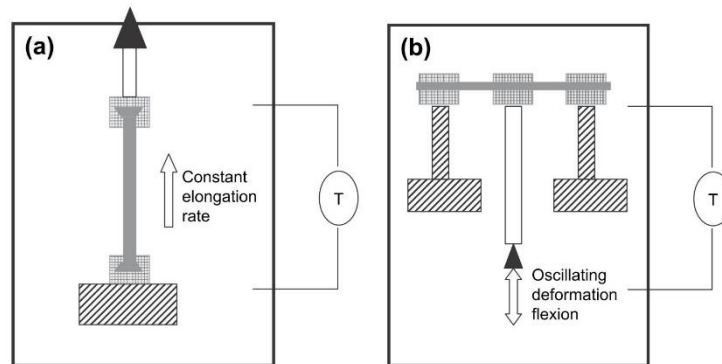 (a)
Constant
elongation
rate
T
(b)
T
Oscillating
deformation
flexion